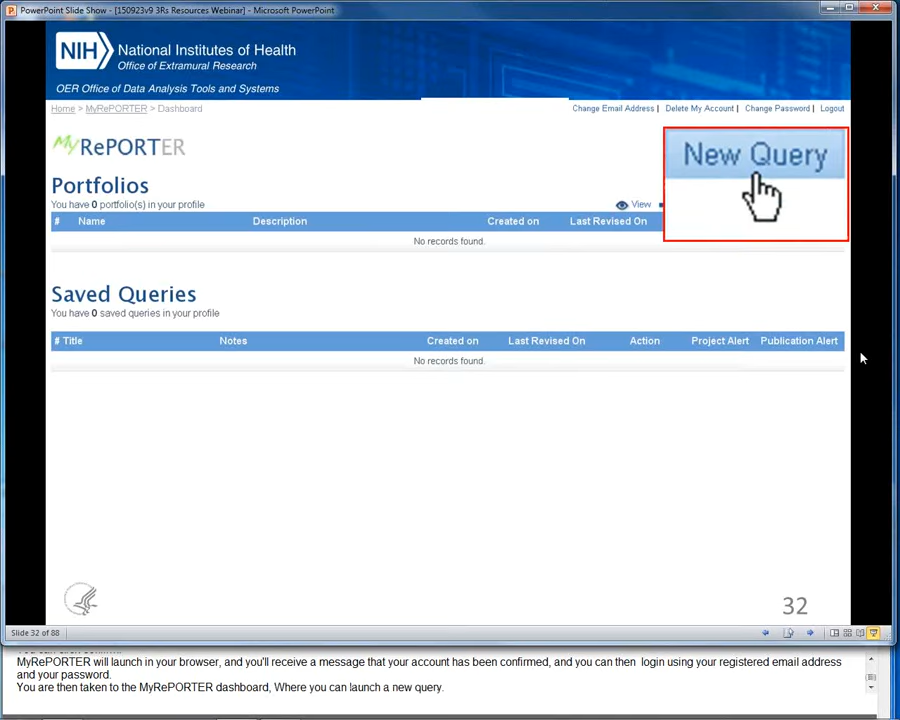 PowerPoint Slide Show - [150923v9 3Rs Resources Webinar] - Microsoft PowerPoint
NIH National Institutes of Health
Office of Extramural Research
OER Office of Data Analysis Tools and Systems
Home > MyRePORTER > Dashboard
Change Email Address | Delete My Account | Change Password | Logout
MyRePORTER
New Query
Portfolios
You have 0 portfolio(s) in your profile
View
# Name Description Created on Last Revised On
No records found.
Saved Queries
You have 0 saved queries in your profile
# Title Notes Created on Last Revised On Action Project Alert Publication Alert
No records found.
32
Slide 32 of 88
MyRePORTER will launch in your browser, and you'll receive a message that your account has been confirmed, and you can then login using your registered email address
and your password.
You are then taken to the MyRePORTER dashboard, Where you can launch a new query.